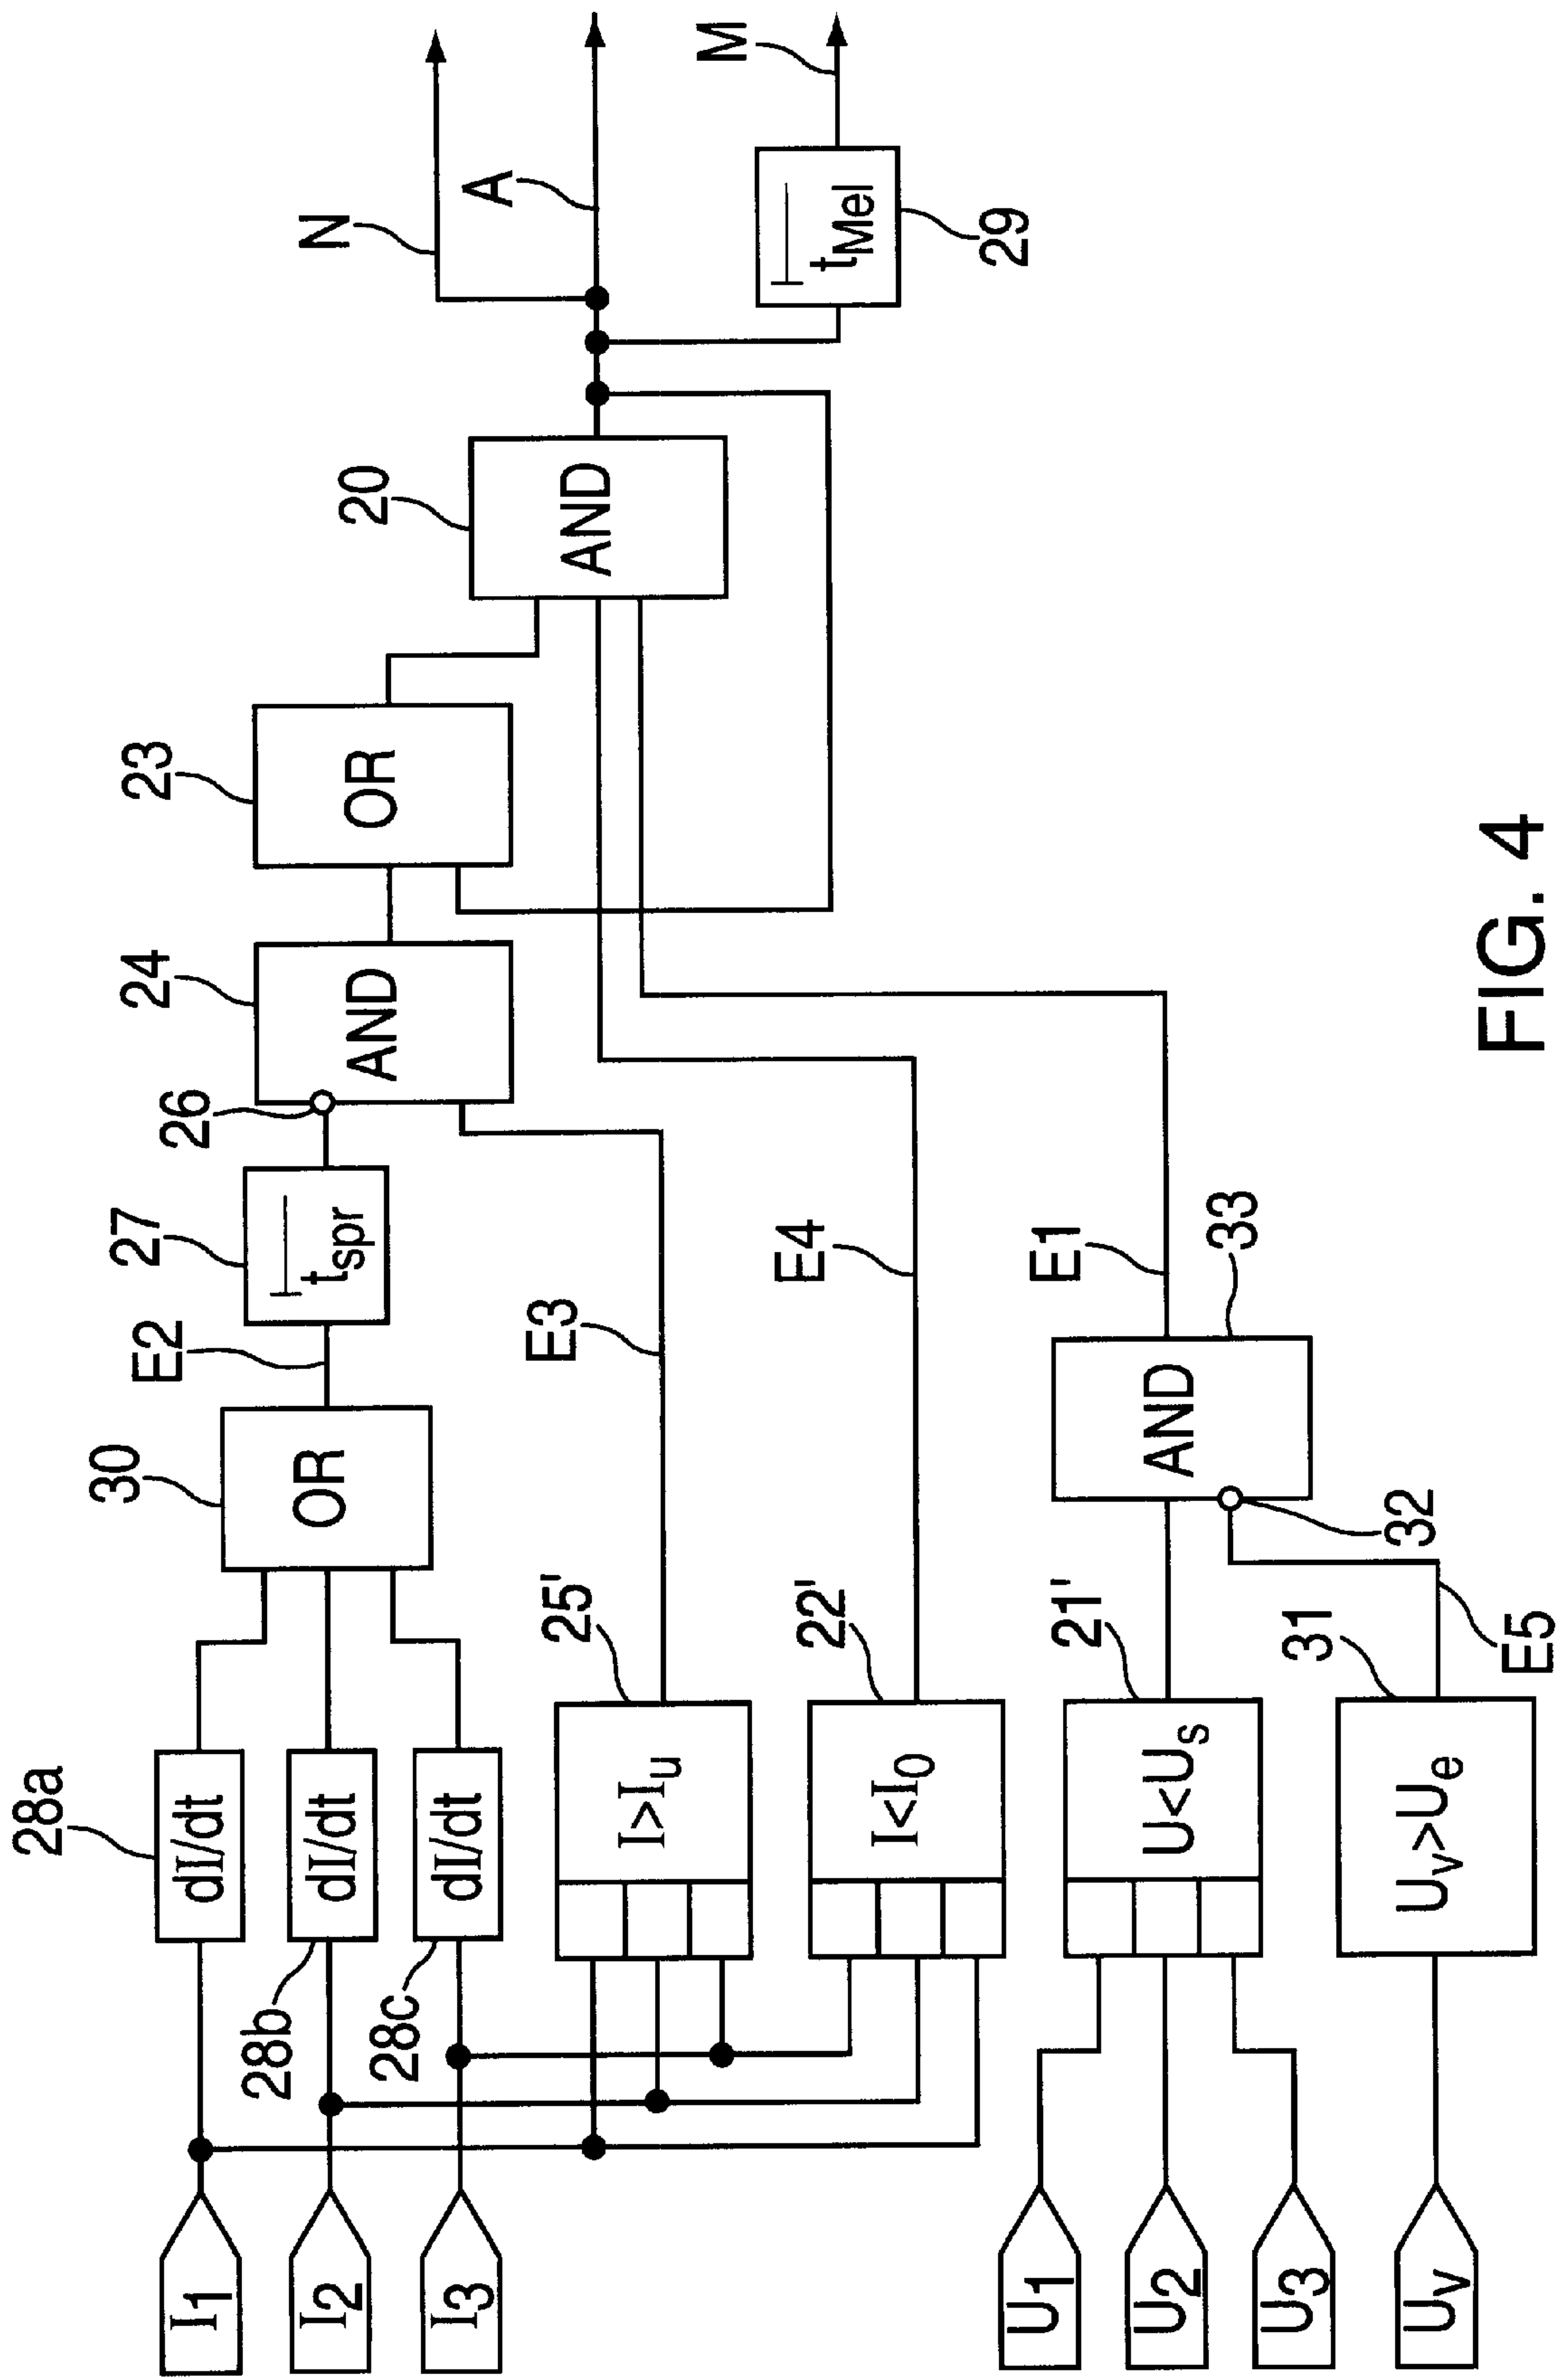 I1
I2
I3
U1
U2
U3
Uv
28a
dI/dt
28b
dI/dt
28c
dI/dt
30
OR
E2
27
tspr
26
24
AND
23
OR
20
AND
N
A
M
tMel
29
25'
I>Iu
E3
22'
I<I0
E4
21'
U<Us
31
Uv>Ue
E5
32
AND
33
E1
FIG. 4